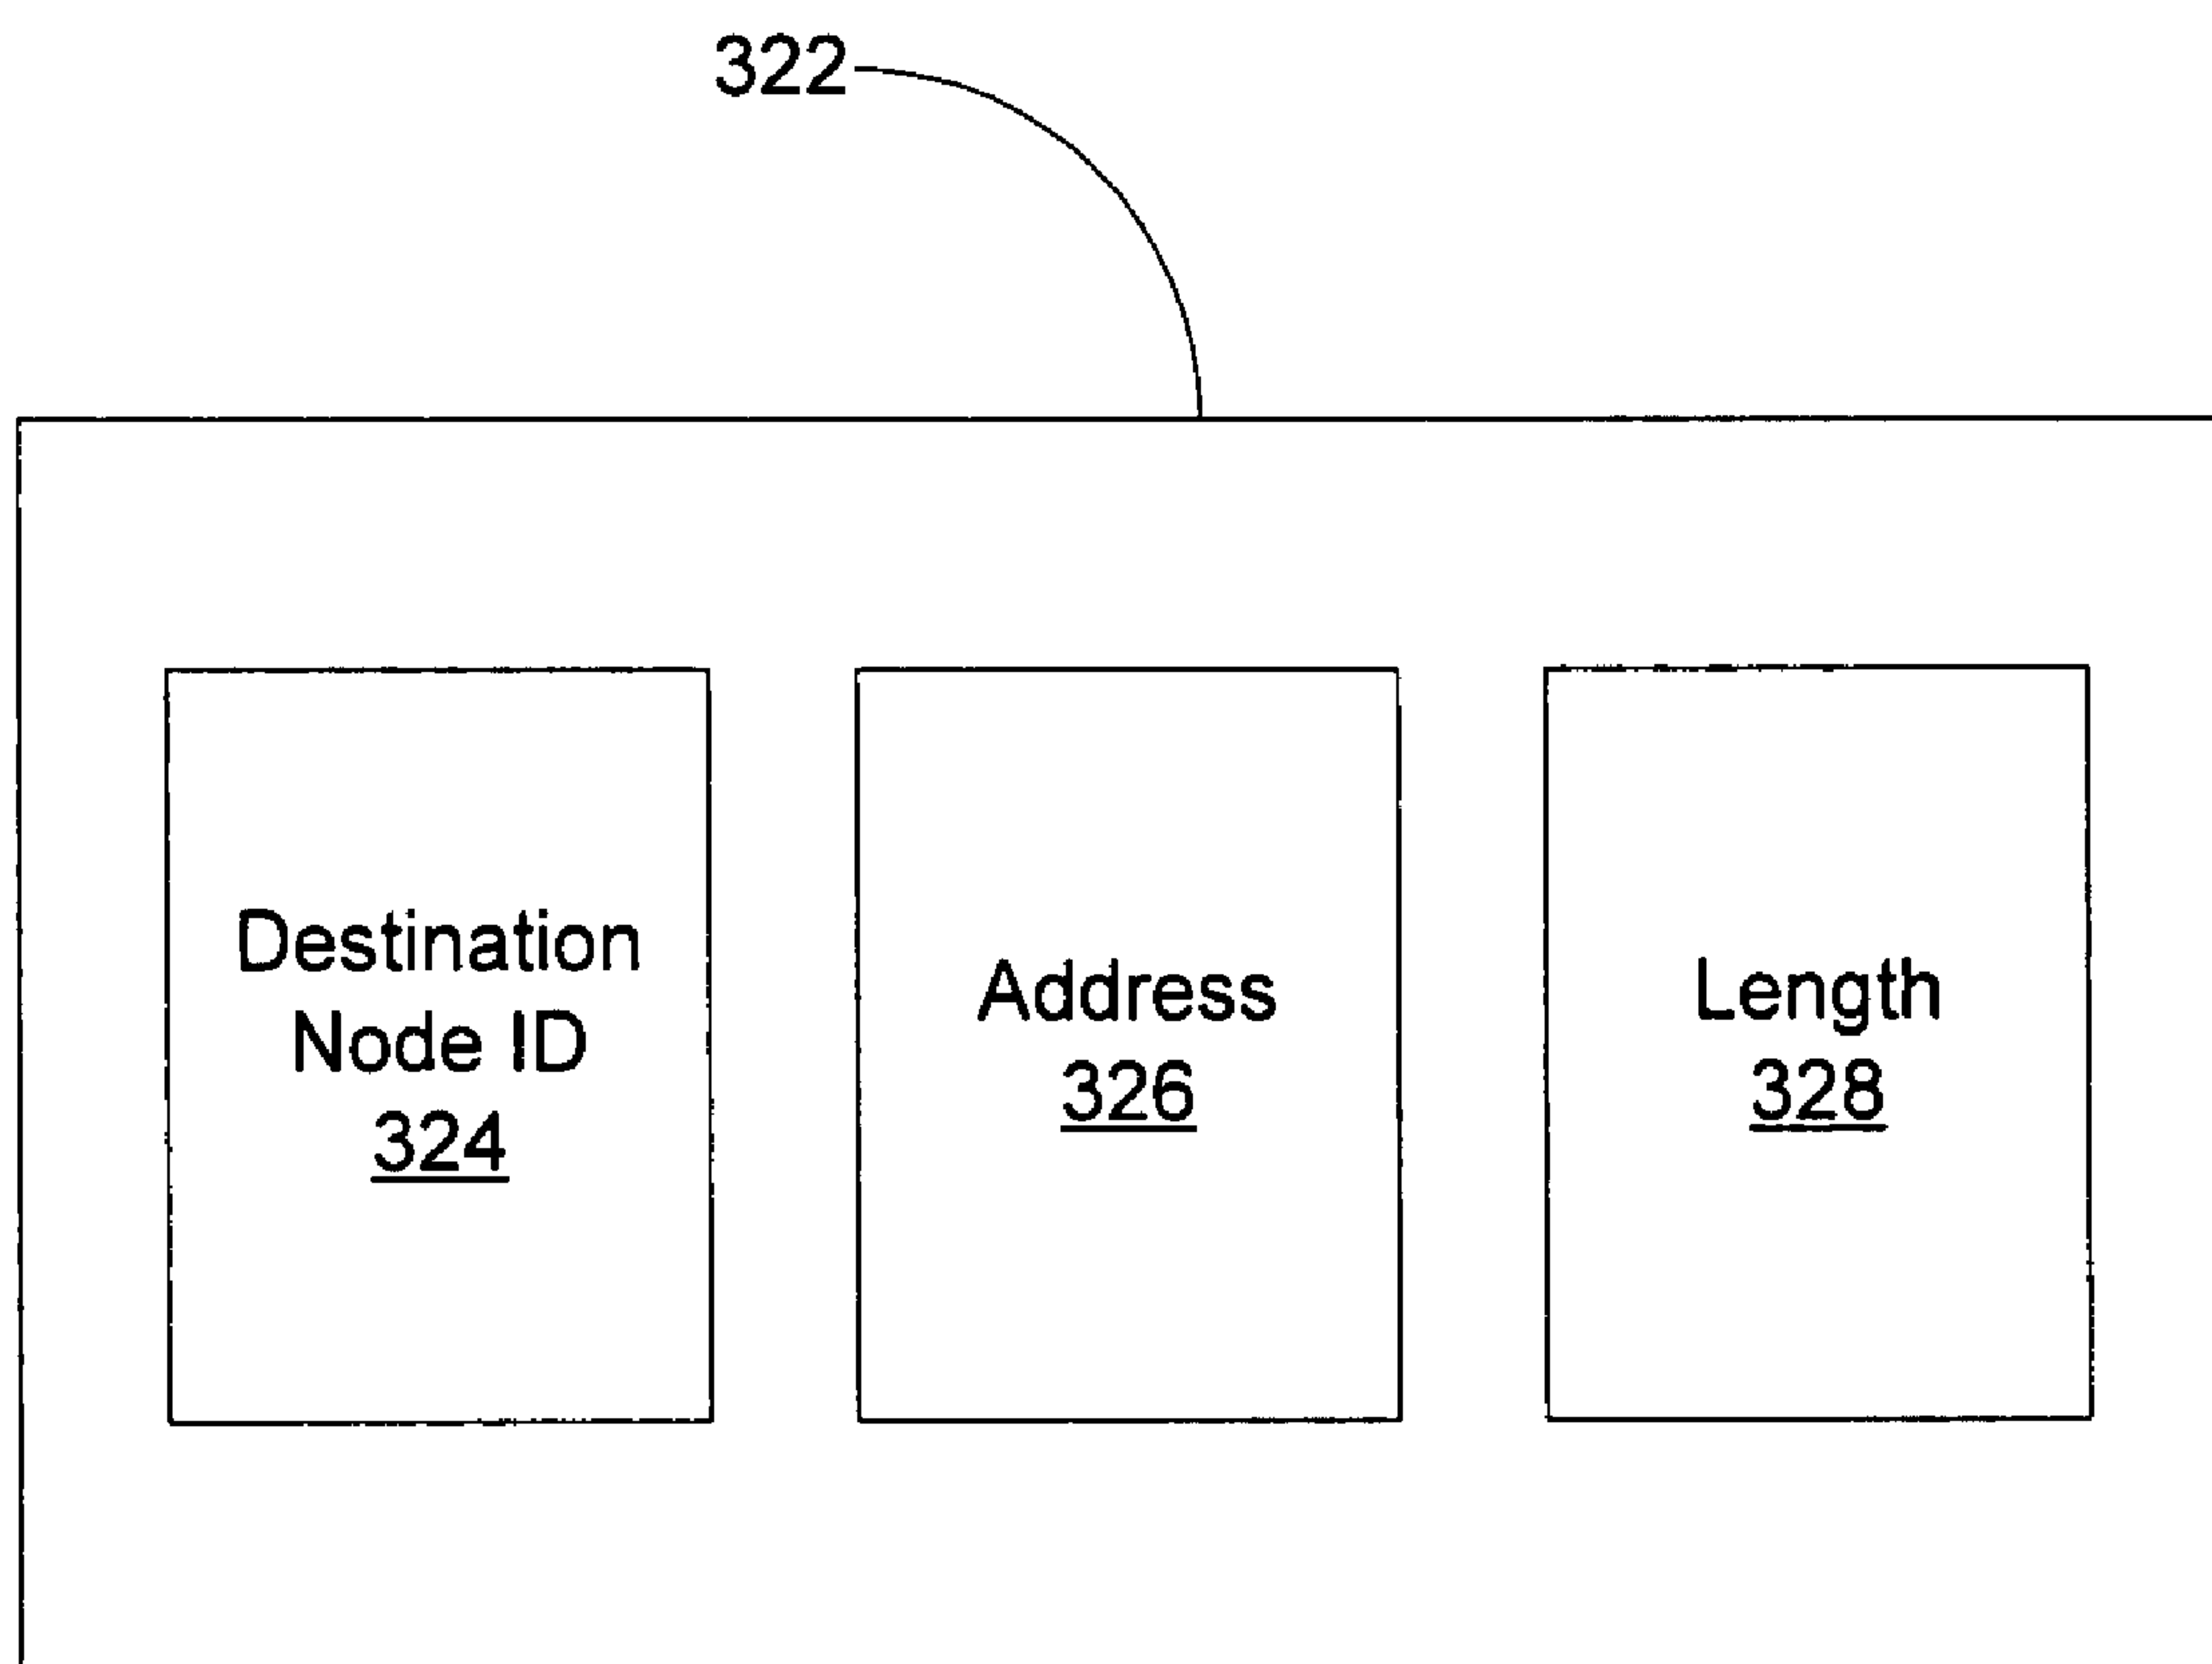 322
Destination
Node ID
324
Address
326
Length
328